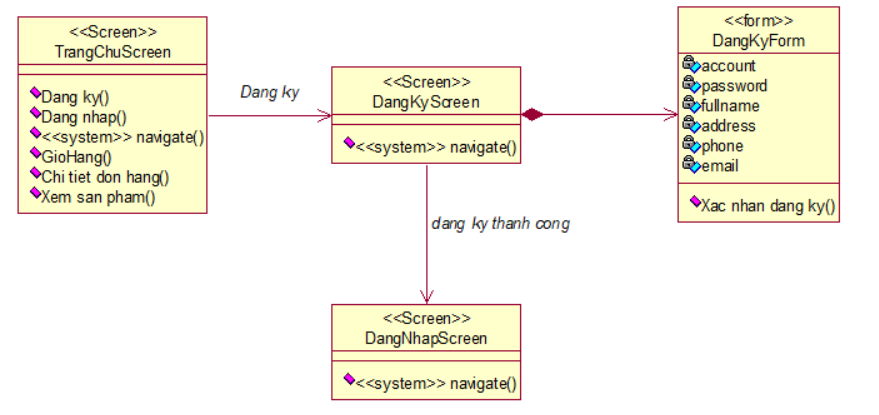 <<Screen>>
TrangChuScreen
Dang ky()
Dang nhap()
<<system>> navigate()
GioHang()
Chi tiet don hang()
Xem san pham()
Dang ky
<<Screen>>
DangKyScreen
<<system>> navigate()
<<form>>
DangKyForm
account
password
fullname
address
phone
email
Xac nhan dang ky()
dang ky thanh cong
<<Screen>>
DangNhapScreen
<<system>> navigate()